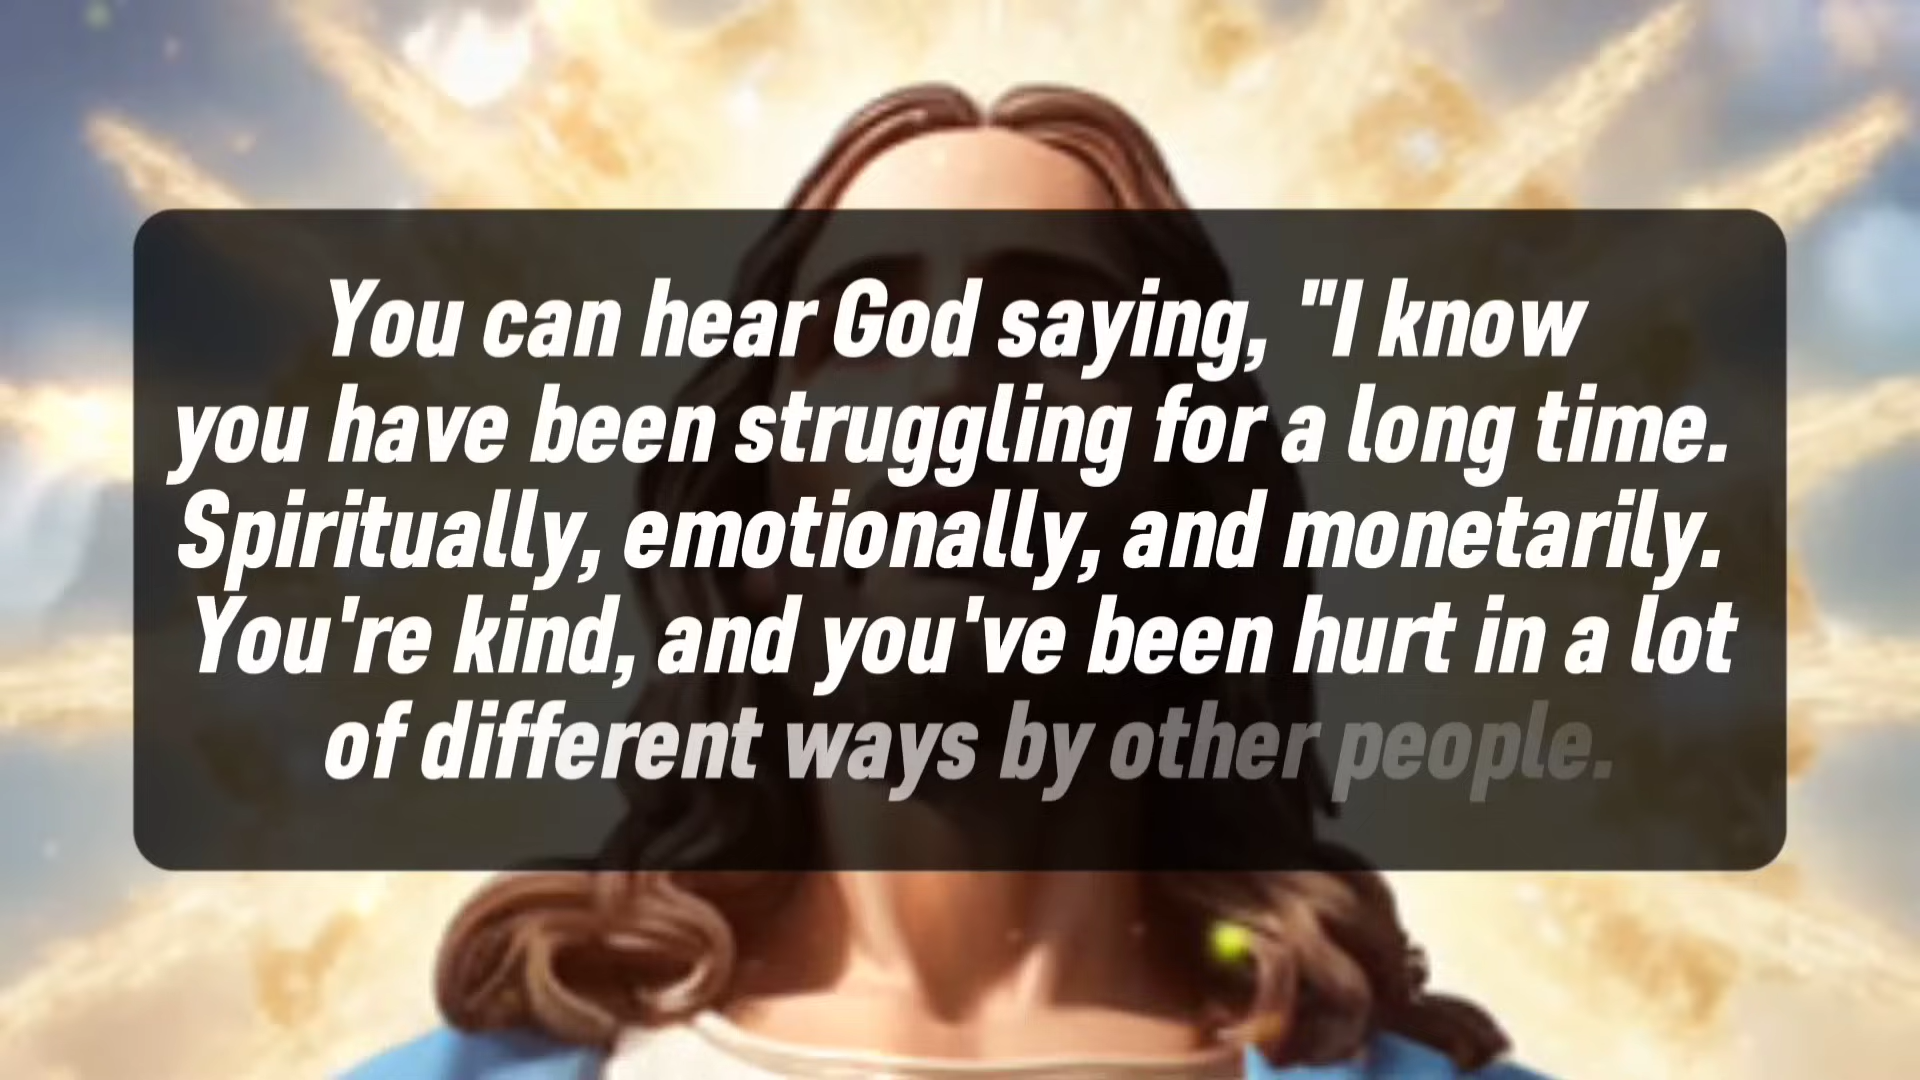 You can hear God saying, "I know
you have been struggling for a long time.
Spiritually, emotionally, and monetarily.
You're kind, and you've been hurt in a lot
of different ways by other people.